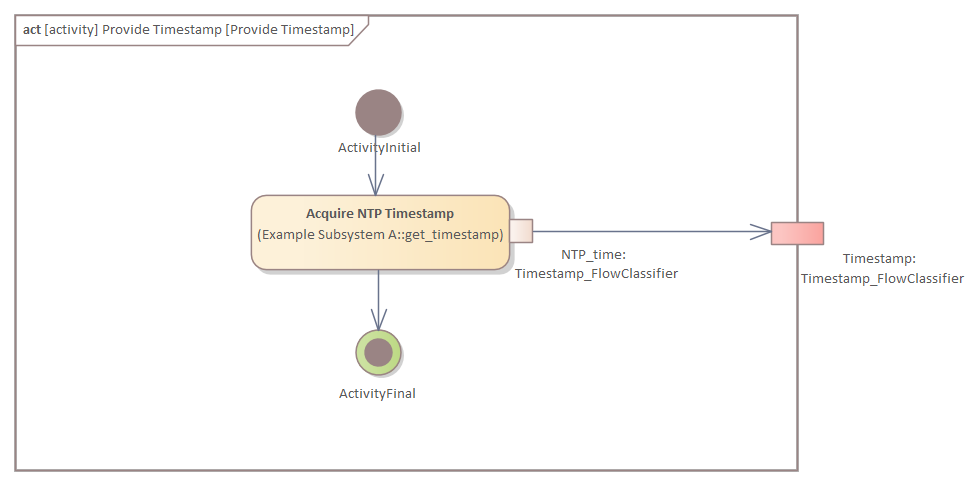 act [activity] Provide Timestamp [Provide Timestamp]
ActivityInitial
Acquire NTP Timestamp
(Example Subsystem A::get_timestamp)
NTP_time:
Timestamp_FlowClassifier
Timestamp:
Timestamp_FlowClassifier
ActivityFinal